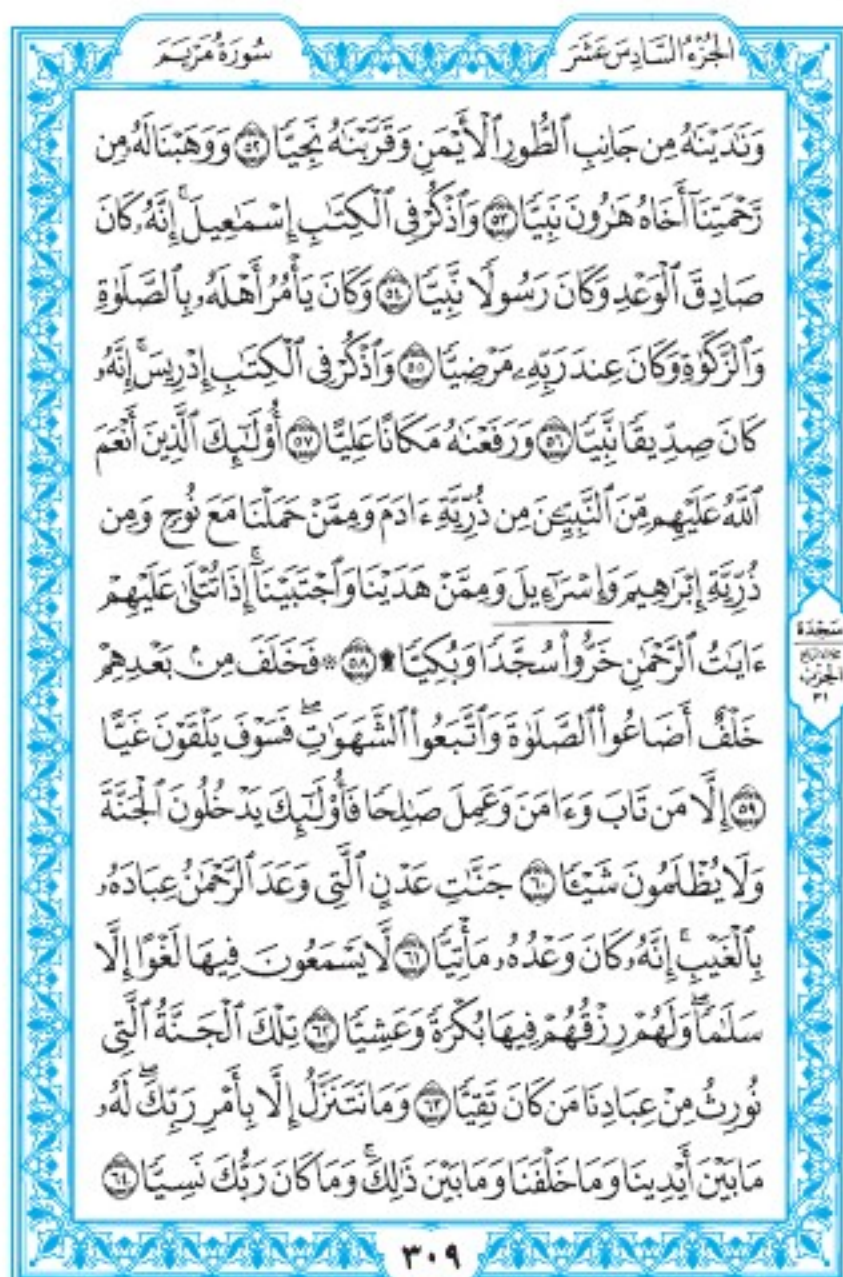 الجُزْءُ السَّادِسَ عَشَرَ
سُورَةُ مَرْيَمَ
وَنَٰدَيْنَٰهُ مِن جَانِبِ ٱلطُّورِ ٱلْأَيْمَنِ وَقَرَّبْنَٰهُ نَجِيًّا ٥٢ وَوَهَبْنَا لَهُۥ مِن
رَّحْمَتِنَآ أَخَاهُ هَٰرُونَ نَبِيًّا ٥٣ وَٱذْكُرْ فِى ٱلْكِتَٰبِ إِسْمَٰعِيلَ ۚ إِنَّهُۥ كَانَ
صَادِقَ ٱلْوَعْدِ وَكَانَ رَسُولًا نَّبِيًّا ٥٤ وَكَانَ يَأْمُرُ أَهْلَهُۥ بِٱلصَّلَوٰةِ
وَٱلزَّكَوٰةِ وَكَانَ عِندَ رَبِّهِۦ مَرْضِيًّا ٥٥ وَٱذْكُرْ فِى ٱلْكِتَٰبِ إِدْرِيسَ ۚ إِنَّهُۥ
كَانَ صِدِّيقًا نَّبِيًّا ٥٦ وَرَفَعْنَٰهُ مَكَانًا عَلِيًّا ٥٧ أُو۟لَٰٓئِكَ ٱلَّذِينَ أَنْعَمَ
ٱللَّهُ عَلَيْهِم مِّنَ ٱلنَّبِيِّۦنَ مِن ذُرِّيَّةِ ءَادَمَ وَمِمَّنْ حَمَلْنَا مَعَ نُوحٍ وَمِن
ذُرِّيَّةِ إِبْرَٰهِيمَ وَإِسْرَٰٓءِيلَ وَمِمَّنْ هَدَيْنَا وَٱجْتَبَيْنَآ ۚ إِذَا تُتْلَىٰ عَلَيْهِمْ
ءَايَٰتُ ٱلرَّحْمَٰنِ خَرُّوا۟ سُجَّدًا وَبُكِيًّا ۩ ٥٨ ۞ فَخَلَفَ مِنۢ بَعْدِهِمْ
خَلْفٌ أَضَاعُوا۟ ٱلصَّلَوٰةَ وَٱتَّبَعُوا۟ ٱلشَّهَوَٰتِ ۖ فَسَوْفَ يَلْقَوْنَ غَيًّا
٥٩ إِلَّا مَن تَابَ وَءَامَنَ وَعَمِلَ صَٰلِحًا فَأُو۟لَٰٓئِكَ يَدْخُلُونَ ٱلْجَنَّةَ
وَلَا يُظْلَمُونَ شَيْـًٔا ٦٠ جَنَّٰتِ عَدْنٍ ٱلَّتِى وَعَدَ ٱلرَّحْمَٰنُ عِبَادَهُۥ
بِٱلْغَيْبِ ۚ إِنَّهُۥ كَانَ وَعْدُهُۥ مَأْتِيًّا ٦١ لَّا يَسْمَعُونَ فِيهَا لَغْوًا إِلَّا
سَلَٰمًا ۖ وَلَهُمْ رِزْقُهُمْ فِيهَا بُكْرَةً وَعَشِيًّا ٦٢ تِلْكَ ٱلْجَنَّةُ ٱلَّتِى
نُورِثُ مِنْ عِبَادِنَا مَن كَانَ تَقِيًّا ٦٣ وَمَا نَتَنَزَّلُ إِلَّا بِأَمْرِ رَبِّكَ ۖ لَهُۥ
مَا بَيْنَ أَيْدِينَا وَمَا خَلْفَنَا وَمَا بَيْنَ ذَٰلِكَ ۚ وَمَا كَانَ رَبُّكَ نَسِيًّا ٦٤
سَجْدَة
الحِزْبُ
٣١
٣٠٩